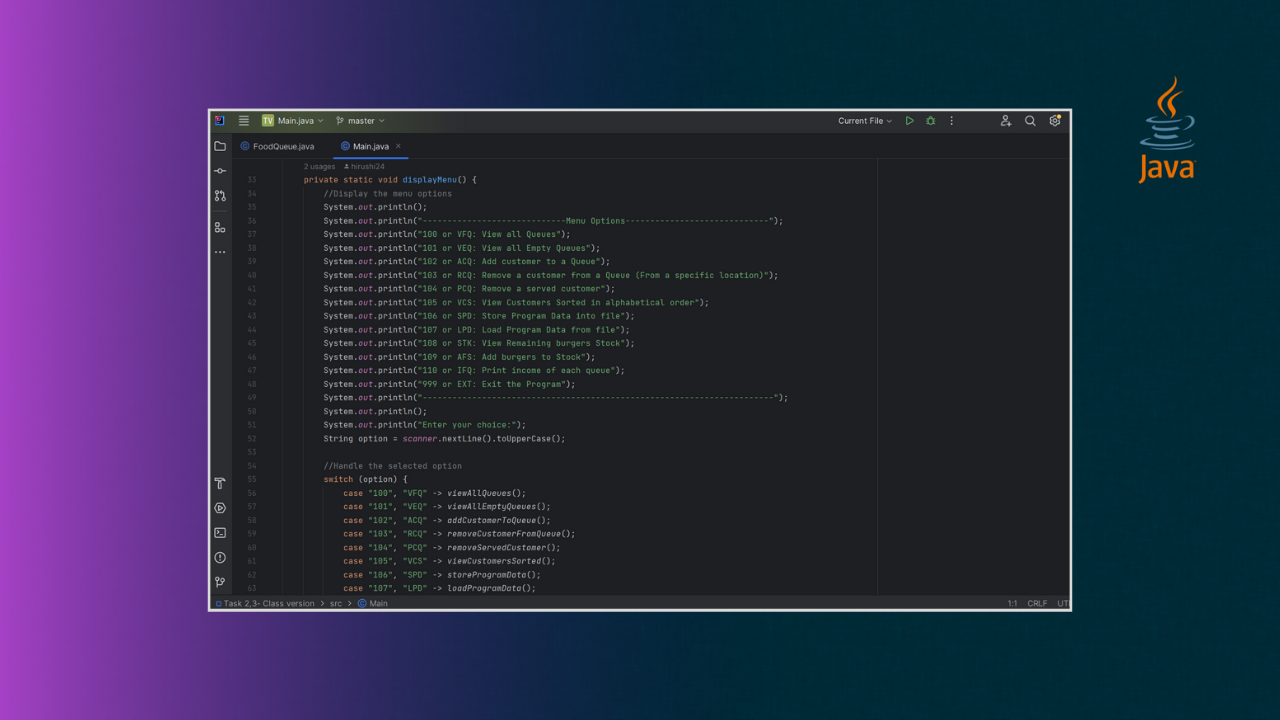 TV Main.java master Current File
FoodQueue.java Main.java
2 usages hirushi24
33 private static void displayMenu() {
34 //Display the menu options
35 System.out.println();
36 System.out.println("-----------------------------Menu Options-----------------------------");
37 System.out.println("100 or VFQ: View all Queues");
38 System.out.println("101 or VEQ: View all Empty Queues");
39 System.out.println("102 or ACQ: Add customer to a Queue");
40 System.out.println("103 or RCQ: Remove a customer from a Queue (From a specific location)");
41 System.out.println("104 or PCQ: Remove a served customer");
42 System.out.println("105 or VCS: View Customers Sorted in alphabetical order");
43 System.out.println("106 or SPD: Store Program Data into file");
44 System.out.println("107 or LPD: Load Program Data from file");
45 System.out.println("108 or STK: View Remaining burgers Stock");
46 System.out.println("109 or AFS: Add burgers to Stock");
47 System.out.println("110 or IFQ: Print income of each queue");
48 System.out.println("999 or EXT: Exit the Program");
49 System.out.println("-----------------------------------------------------------------------");
50 System.out.println();
51 System.out.println("Enter your choice:");
52 String option = scanner.nextLine().toUpperCase();
53
54 //Handle the selected option
55 switch (option) {
56 case "100", "VFQ" -> viewAllQueues();
57 case "101", "VEQ" -> viewAllEmptyQueues();
58 case "102", "ACQ" -> addCustomerToQueue();
59 case "103", "RCQ" -> removeCustomerFromQueue();
60 case "104", "PCQ" -> removeServedCustomer();
61 case "105", "VCS" -> viewCustomersSorted();
62 case "106", "SPD" -> storeProgramData();
63 case "107", "LPD" -> loadProgramData();
Task 2,3- Class version > src > Main 1:1 CRLF UT
Java